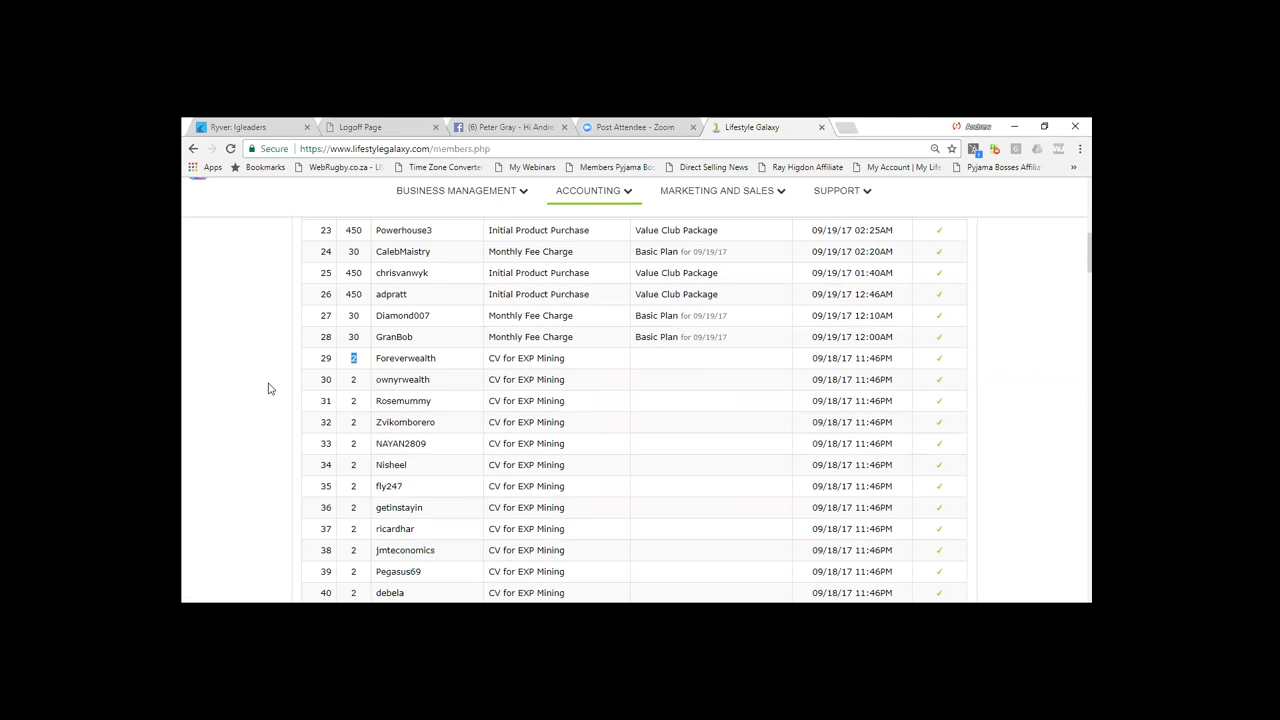 Ryver: Igleaders
Logoff Page
(6) Peter Gray - Hi Andre
Post Attendee - Zoom
Lifestyle Galaxy
Andrew
Secure https://www.lifestylegalaxy.com/members.php
Apps Bookmarks WebRugby.co.za - Time Zone Converter My Webinars Members Pyjama Bos Direct Selling News Ray Higdon Affiliate My Account | My Life Pyjama Bosses Affilia »
BUSINESS MANAGEMENT ACCOUNTING MARKETING AND SALES SUPPORT
23 450 Powerhouse3 Initial Product Purchase Value Club Package 09/19/17 02:25AM
24 30 CalebMaistry Monthly Fee Charge Basic Plan for 09/19/17 09/19/17 02:20AM
25 450 chrisvanwyk Initial Product Purchase Value Club Package 09/19/17 01:40AM
26 450 adpratt Initial Product Purchase Value Club Package 09/19/17 12:46AM
27 30 Diamond007 Monthly Fee Charge Basic Plan for 09/19/17 09/19/17 12:10AM
28 30 GranBob Monthly Fee Charge Basic Plan for 09/19/17 09/19/17 12:00AM
29 2 Foreverwealth CV for EXP Mining 09/18/17 11:46PM
30 2 ownyrwealth CV for EXP Mining 09/18/17 11:46PM
31 2 Rosemummy CV for EXP Mining 09/18/17 11:46PM
32 2 Zvikomborero CV for EXP Mining 09/18/17 11:46PM
33 2 NAYAN2809 CV for EXP Mining 09/18/17 11:46PM
34 2 Nisheel CV for EXP Mining 09/18/17 11:46PM
35 2 fly247 CV for EXP Mining 09/18/17 11:46PM
36 2 getinstayin CV for EXP Mining 09/18/17 11:46PM
37 2 ricardhar CV for EXP Mining 09/18/17 11:46PM
38 2 jmteconomics CV for EXP Mining 09/18/17 11:46PM
39 2 Pegasus69 CV for EXP Mining 09/18/17 11:46PM
40 2 debela CV for EXP Mining 09/18/17 11:46PM